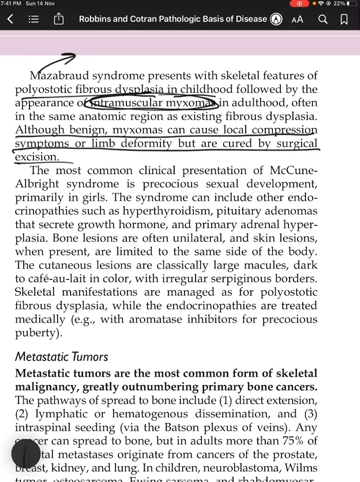 7:41 PM Sun 14 Nov
22%
Robbins and Cotran Pathologic Basis of Disease
AA
Mazabraud syndrome presents with skeletal features of
polyostotic fibrous dysplasia in childhood followed by the
appearance of intramuscular myxomas in adulthood, often
in the same anatomic region as existing fibrous dysplasia.
Although benign, myxomas can cause local compression
symptoms or limb deformity but are cured by surgical
excision.
The most common clinical presentation of McCune-
Albright syndrome is precocious sexual development,
primarily in girls. The syndrome can include other endo-
crinopathies such as hyperthyroidism, pituitary adenomas
that secrete growth hormone, and primary adrenal hyper-
plasia. Bone lesions are often unilateral, and skin lesions,
when present, are limited to the same side of the body.
The cutaneous lesions are classically large macules, dark
to café-au-lait in color, with irregular serpiginous borders.
Skeletal manifestations are managed as for polyostotic
fibrous dysplasia, while the endocrinopathies are treated
medically (e.g., with aromatase inhibitors for precocious
puberty).
Metastatic Tumors
Metastatic tumors are the most common form of skeletal
malignancy, greatly outnumbering primary bone cancers.
The pathways of spread to bone include (1) direct extension,
(2) lymphatic or hematogenous dissemination, and (3)
intraspinal seeding (via the Batson plexus of veins). Any
can spread to bone, but in adults more than 75% of
metastases originate from cancers of the prostate,
breast, kidney, and lung. In children, neuroblastoma, Wilms
tumor, osteosarcoma, Ewing sarcoma, and rhabdomyosar-